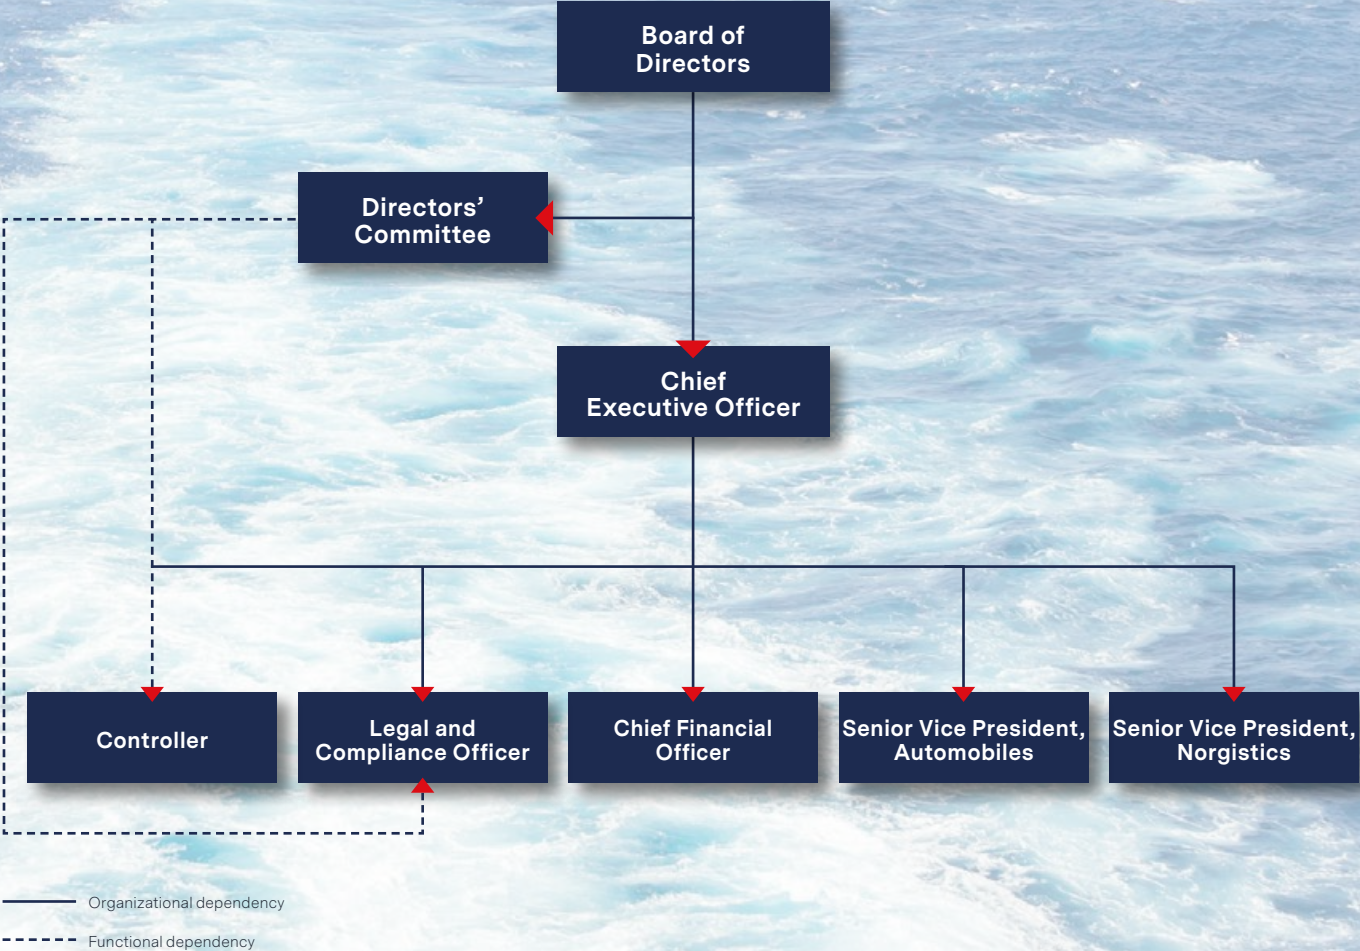 Board of
Directors
Directors’
Committee
Chief
Executive Officer
Controller
Legal and
Compliance Officer
Chief Financial
Officer
Senior Vice President,
Automobiles
Senior Vice President,
Norgistics
Organizational dependency
Functional dependency